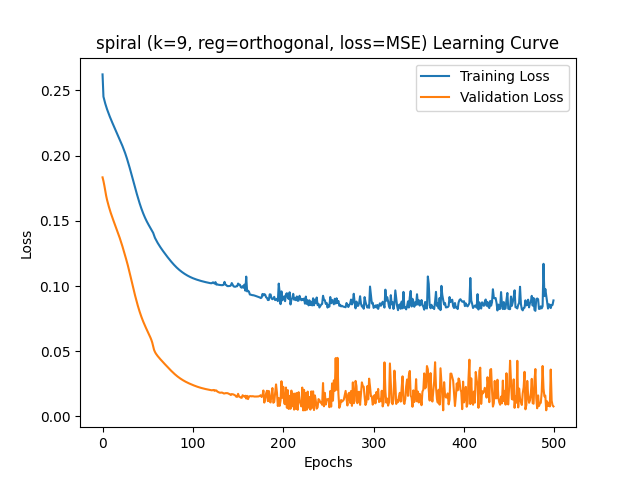 spiral (k=9, reg=orthogonal, loss=MSE) Learning Curve
Training Loss
Validation Loss
Loss
0.25
0.20
0.15
0.10
0.05
0.00
0
100
200
300
400
500
Epochs